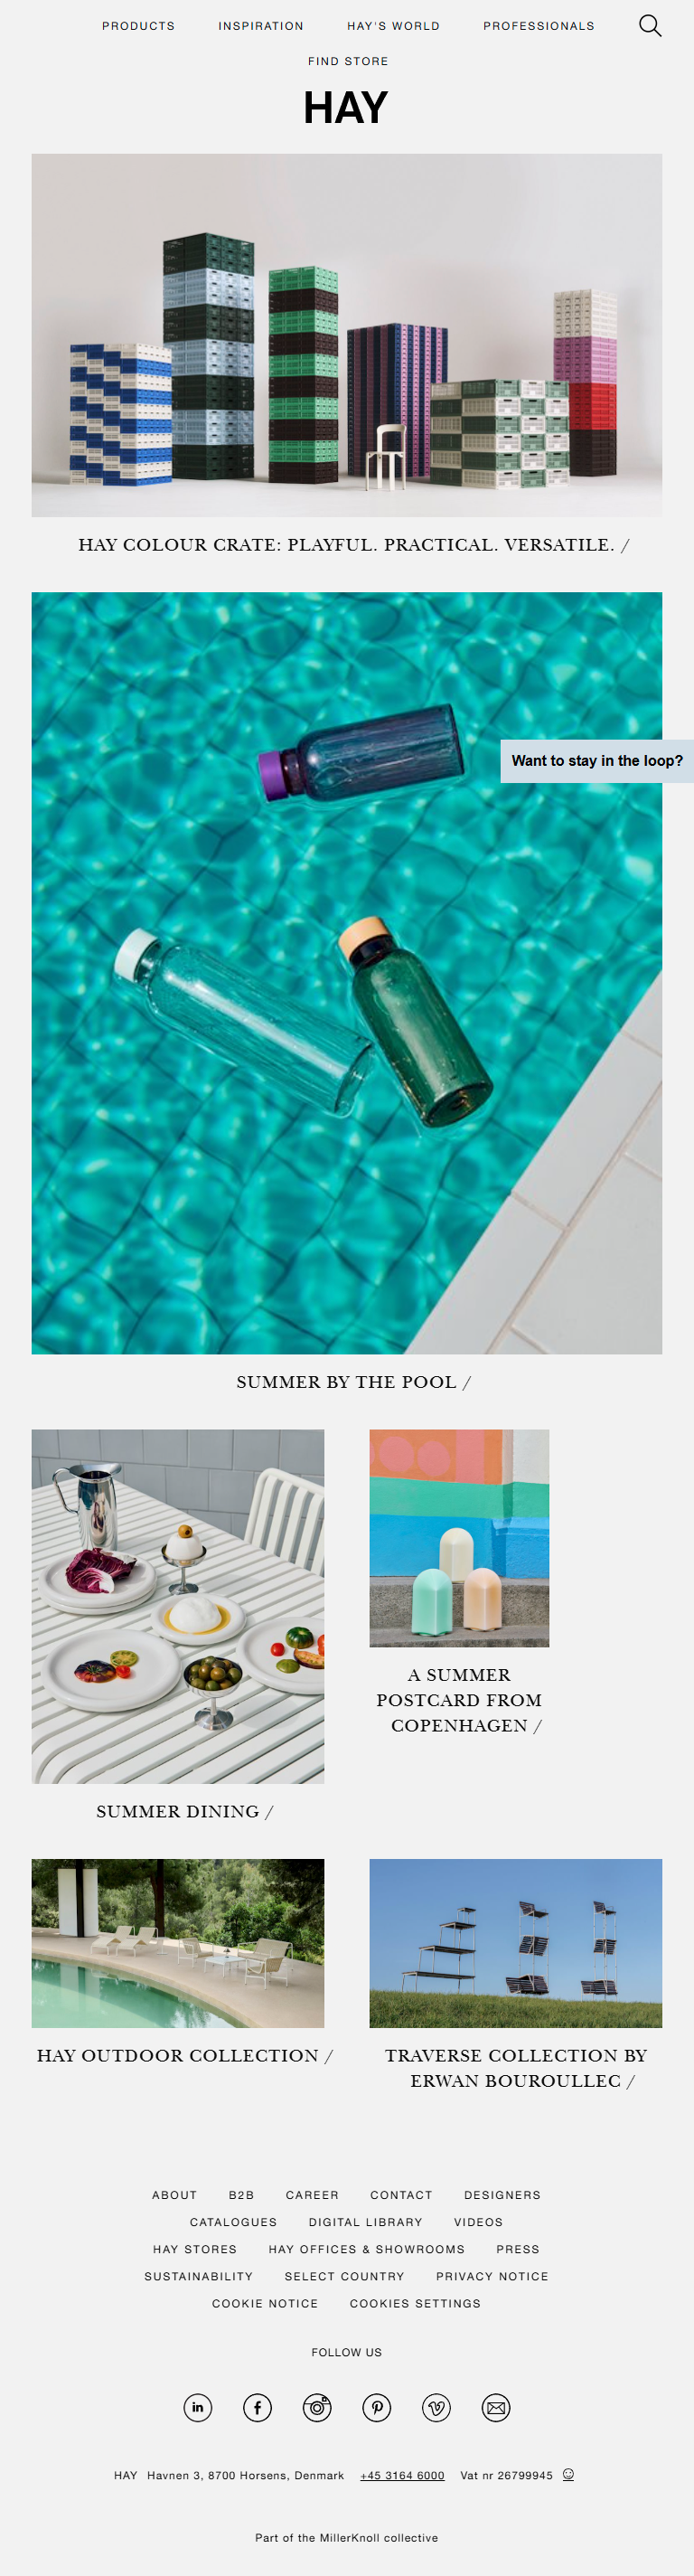 PRODUCTS INSPIRATION HAY'S WORLD PROFESSIONALS
FIND STORE
HAY
HAY COLOUR CRATE: PLAYFUL. PRACTICAL. VERSATILE. /
Want to stay in the loop?
SUMMER BY THE POOL /
A SUMMER
POSTCARD FROM
COPENHAGEN /
SUMMER DINING /
HAY OUTDOOR COLLECTION /
TRAVERSE COLLECTION BY
ERWAN BOUROULLEC /
ABOUT B2B CAREER CONTACT DESIGNERS
CATALOGUES DIGITAL LIBRARY VIDEOS
HAY STORES HAY OFFICES & SHOWROOMS PRESS
SUSTAINABILITY SELECT COUNTRY PRIVACY NOTICE
COOKIE NOTICE COOKIES SETTINGS
FOLLOW US
in
HAY Havnen 3, 8700 Horsens, Denmark +45 3164 6000 Vat nr 26799945
Part of the MillerKnoll collective